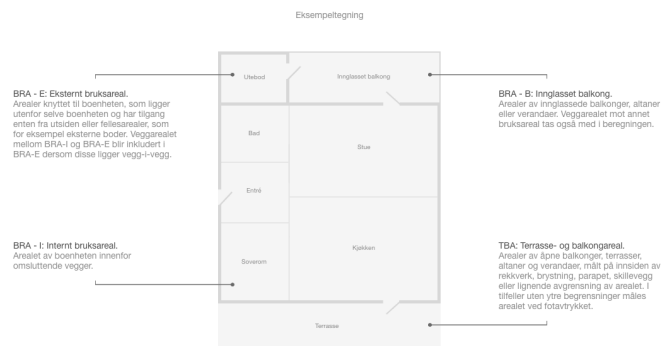 Eksempeltegning
BRA - E: Eksternt bruksareal.
Arealer knyttet til boenheten, som ligger
utenfor selve boenheten og har tilgang
enten fra utsiden eller fellesarealer, som
for eksempel eksterne boder. Veggarealet
mellom BRA-I og BRA-E blir inkludert i
BRA-E dersom disse ligger vegg-i-vegg.
BRA - I: Internt bruksareal.
Arealet av boenheten innenfor
omsluttende vegger.
Utebod
Innglasset balkong
Bad
Stue
Entré
Kjøkken
Soverom
Terrasse
BRA - B: Innglasset balkong.
Arealer av innglassede balkonger, altaner
eller verandaer. Veggarealet mot annet
bruksareal tas også med i beregningen.
TBA: Terrasse- og balkongareal.
Arealer av åpne balkonger, terrasser,
altaner og verandaer, målt på innsiden av
rekkverk, brystning, parapet, skillevegg
eller lignende avgrensning av arealet. I
tilfeller uten ytre begrensninger måles
arealet ved fotavtrykket.